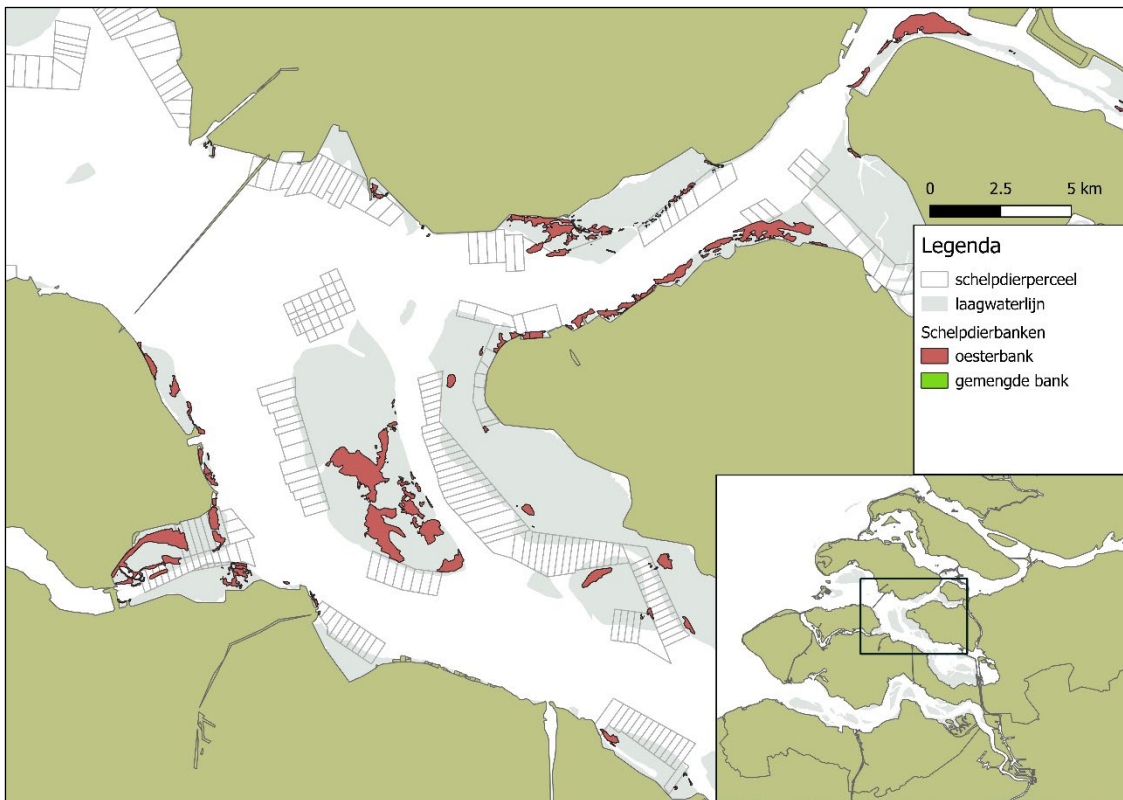 0 2.5 5 km
Legenda
schelpdierperceel
laagwaterlijn
Schelpdierbanken
oesterbank
gemengde bank